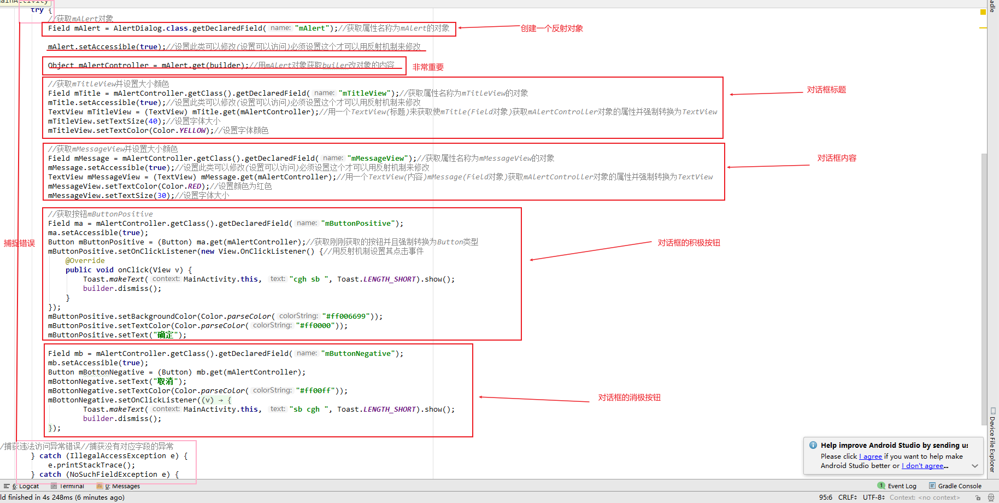 MainActivity
try {
//获取mAlert对象
Field mAlert = AlertDialog.class.getDeclaredField( name: "mAlert");//获取属性名称为mAlert的对象
创建一个反射对象
mAlert.setAccessible(true);//设置此类可以修改(设置可以访问)必须设置这个才可以用反射机制来修改
Object mAlertController = mAlert.get(builder);//用mAlert对象获取builer改对象的内容
非常重要
//获取mTitleView并设置大小颜色
Field mTitle = mAlertController.getClass().getDeclaredField( name: "mTitleView");//获取属性名称为mTitleView的对象
对话框标题
mTitle.setAccessible(true);//设置此类可以修改(设置可以访问)必须设置这个才可以用反射机制来修改
TextView mTitleView = (TextView) mTitle.get(mAlertController);//用一个TextView(标题)来获取使mTitle(Field对象)获取mAlertController对象的属性并强制转换为TextView
mTitleView.setTextSize(40);//设置字体大小
mTitleView.setTextColor(Color.YELLOW);//设置字体颜色
//获取mMessageView并设置大小颜色
Field mMessage = mAlertController.getClass().getDeclaredField( name: "mMessageView");//获取属性名称为mMessageView的对象
对话框内容
mMessage.setAccessible(true);//设置此类可以修改(设置可以访问)必须设置这个才可以用反射机制来修改
TextView mMessageView = (TextView) mMessage.get(mAlertController);//用一个TextView(内容)mMessage(Field对象)获取mAlertController对象的属性并强制转换为TextView
mMessageView.setTextColor(Color.RED);//设置颜色为红色
mMessageView.setTextSize(30);//设置字体大小
//获取按钮mButtonPositive
Field ma = mAlertController.getClass().getDeclaredField( name: "mButtonPositive");
ma.setAccessible(true);
捕捉错误
Button mButtonPositive = (Button) ma.get(mAlertController);//获取刚刚获取的按钮并且强制转换为Button类型
对话框的积极按钮
mButtonPositive.setOnClickListener(new View.OnClickListener() {//用反射机制设置其点击事件
@Override
public void onClick(View v) {
Toast.makeText( context: MainActivity.this, text: "cgh sb ", Toast.LENGTH_SHORT).show();
builder.dismiss();
}
});
mButtonPositive.setBackgroundColor(Color.parseColor( colorString: "#ff006699"));
mButtonPositive.setTextColor(Color.parseColor( colorString: "#ff0000"));
mButtonPositive.setText("确定");
Field mb = mAlertController.getClass().getDeclaredField( name: "mButtonNegative");
mb.setAccessible(true);
Button mBottonNegative = (Button) mb.get(mAlertController);
mBottonNegative.setText("取消");
mBottonNegative.setTextColor(Color.parseColor( colorString: "#ff00ff"));
mBottonNegative.setOnClickListener((v) → {
对话框的消极按钮
Toast.makeText( context: MainActivity.this, text: "sb cgh ", Toast.LENGTH_SHORT).show();
builder.dismiss();
});
/捕获违法访问异常错误//捕获没有对应字段的异常
} catch (IllegalAccessException e) {
e.printStackTrace();
} catch (NoSuchFieldException e) {
Device File Explorer
Help improve Android Studio by sending us
Please click I agree if you want to help make
Android Studio better or I don't agree...
6: Logcat Terminal 0: Messages 1 Event Log Gradle Console
ld finished in 4s 248ms (6 minutes ago) 95:6 CRLF UTF-8 Context: <no context>